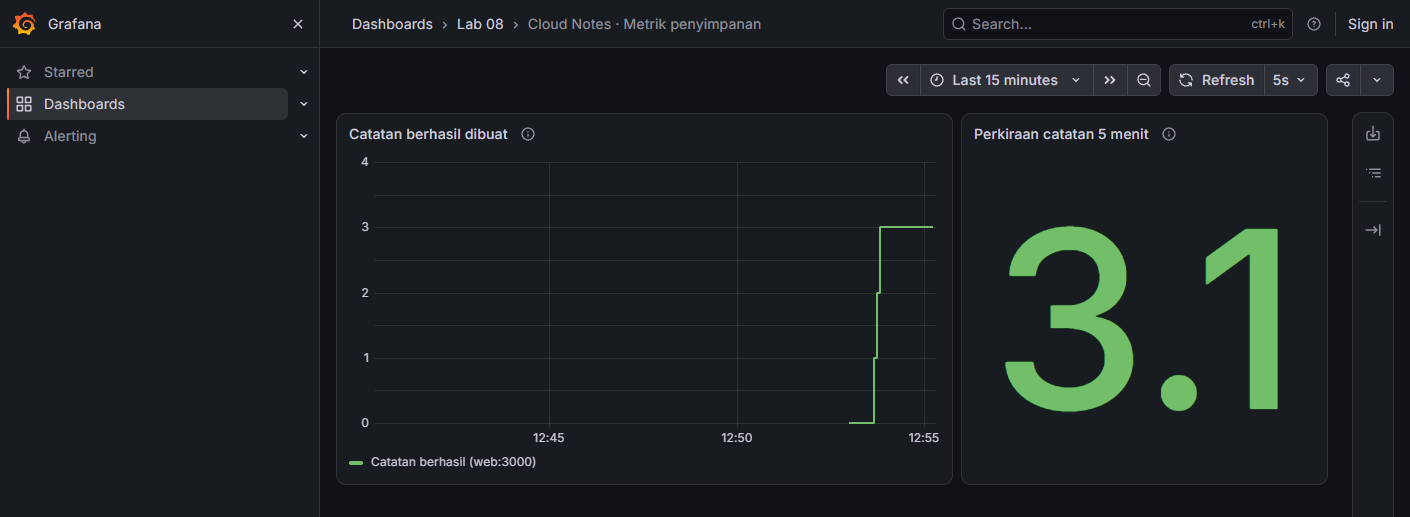 Grafana
Dashboards › Lab 08 › Cloud Notes · Metrik penyimpanan
Search... ctrl+k
Sign in
Starred
Dashboards
Alerting
Last 15 minutes
Refresh
5s
Catatan berhasil dibuat
4
3
2
1
0
12:45
12:50
12:55
Catatan berhasil (web:3000)
Perkiraan catatan 5 menit
3.1